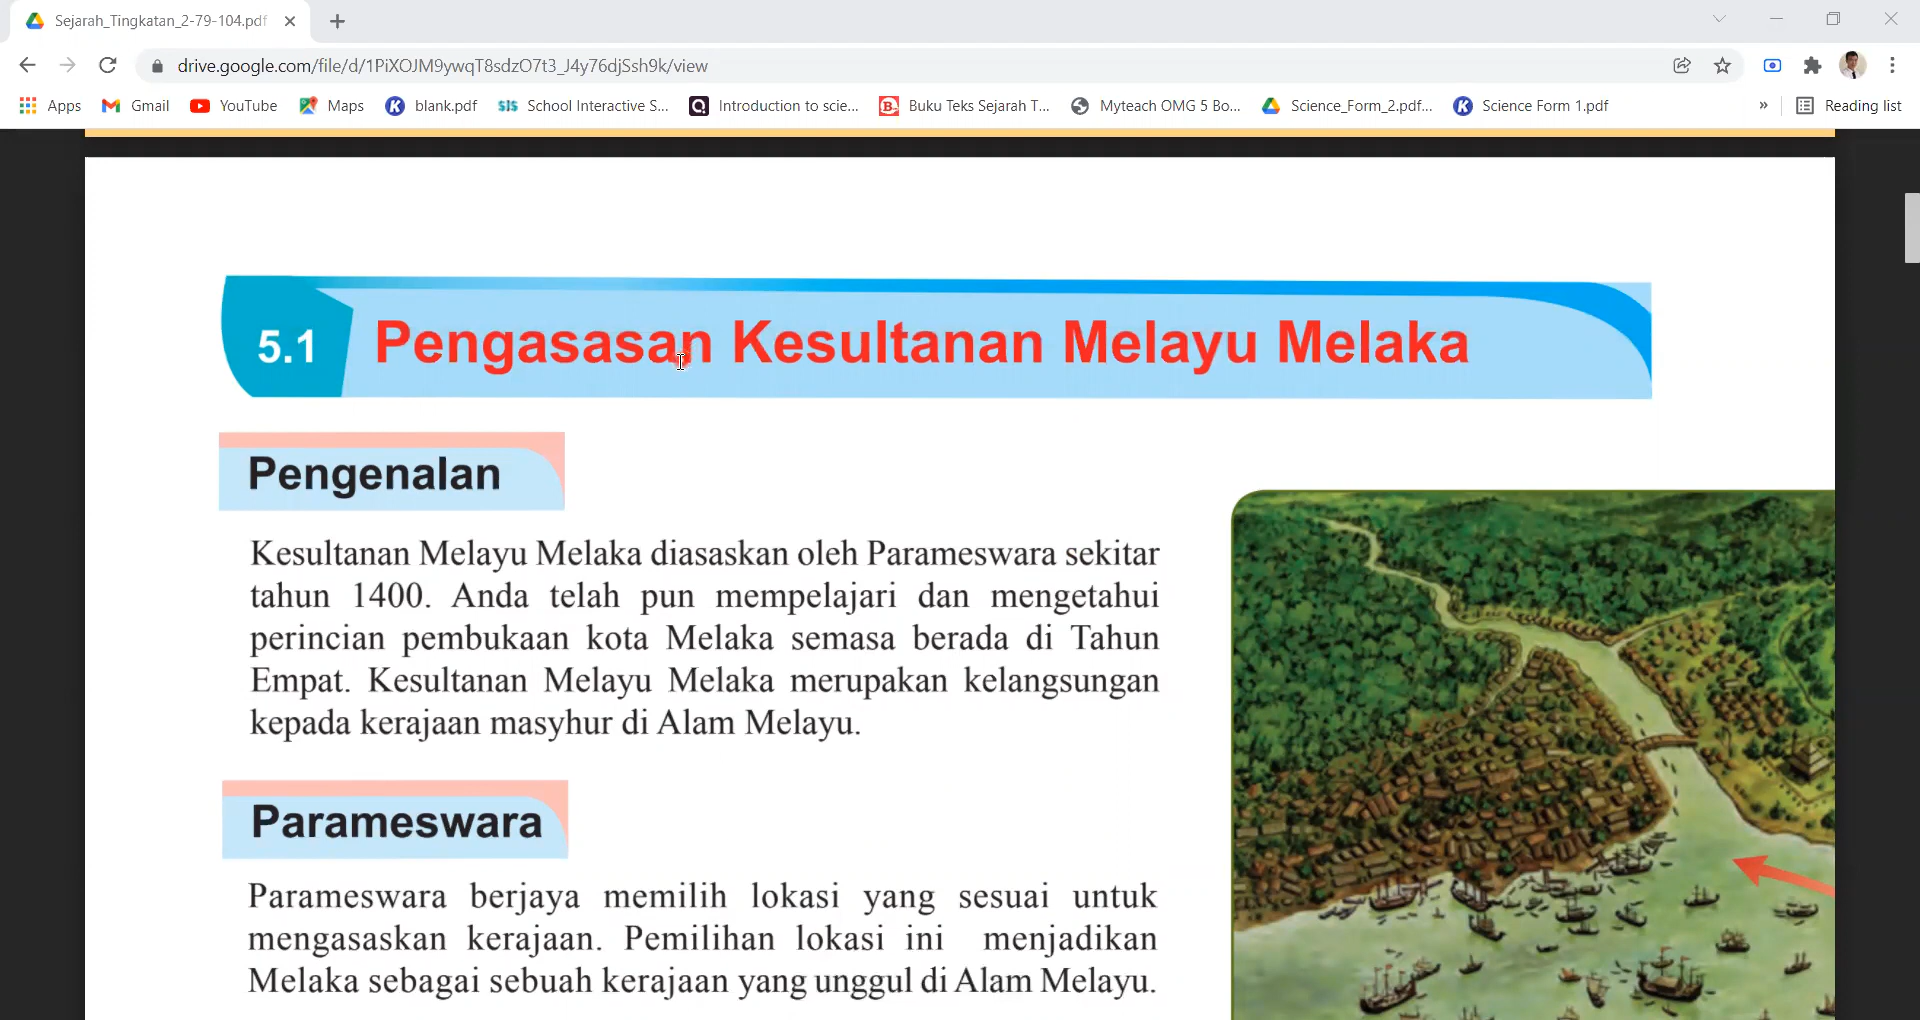 Sejarah_Tingkatan_2-79-104.pdf
drive.google.com/file/d/1PiXOJM9ywqT8sdzO7t3_J4y76djSsh9k/view
Apps Gmail YouTube Maps blank.pdf School Interactive S... Introduction to scie... Buku Teks Sejarah T... Myteach OMG 5 Bo... Science_Form_2.pdf... Science Form 1.pdf » Reading list
5.1 Pengasasan Kesultanan Melayu Melaka
Pengenalan
Kesultanan Melayu Melaka diasaskan oleh Parameswara sekitar
tahun 1400. Anda telah pun mempelajari dan mengetahui
perincian pembukaan kota Melaka semasa berada di Tahun
Empat. Kesultanan Melayu Melaka merupakan kelangsungan
kepada kerajaan masyhur di Alam Melayu.
Parameswara
Parameswara berjaya memilih lokasi yang sesuai untuk
mengasaskan kerajaan. Pemilihan lokasi ini menjadikan
Melaka sebagai sebuah kerajaan yang unggul di Alam Melayu.